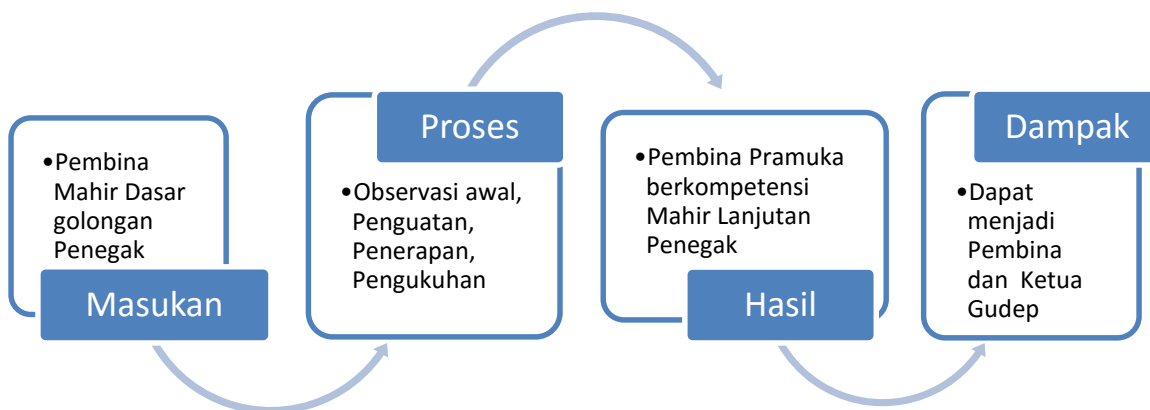 •Pembina
Mahir Dasar
golongan
Penegak
Masukan
Proses
•Observasi awal,
Penguatan,
Penerapan,
Pengukuhan
•Pembina Pramuka
berkompetensi
Mahir Lanjutan
Penegak
Hasil
Dampak
•Dapat
menjadi
Pembina
dan Ketua
Gudep